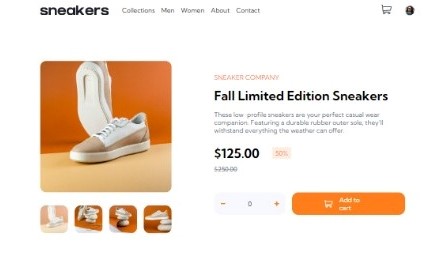 sneakers
Collections Men Women About Contact
SNEAKER COMPANY
Fall Limited Edition Sneakers
These low-profile sneakers are your perfect casual wear
companion. Featuring a durable rubber outer sole, they'll
withstand everything the weather can offer.
$125.00 50%
$250.00
- 0 +
Add to
cart